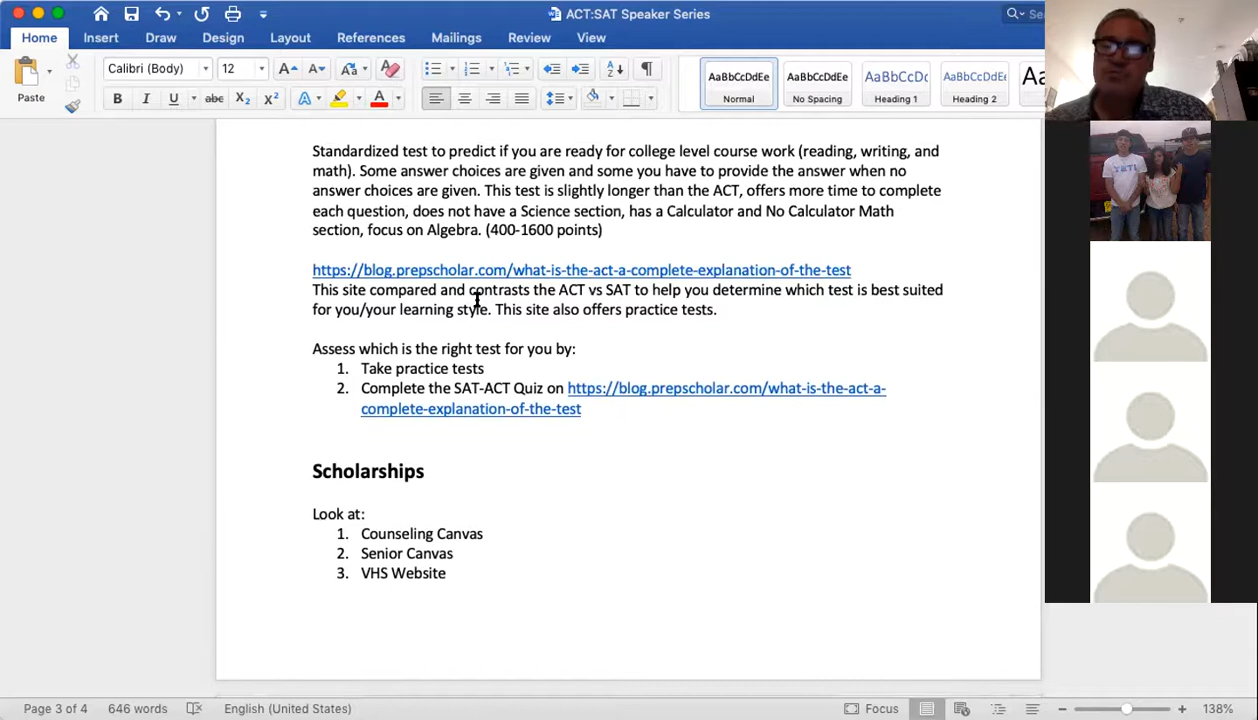 ACT:SAT Speaker Series
Home Insert Draw Design Layout References Mailings Review View
Paste
Calibri (Body) 12
AaBbCcDdEe AaBbCcDdEe AaBbCcDc AaBbCcDdEe
Normal No Spacing Heading 1 Heading 2
Standardized test to predict if you are ready for college level course work (reading, writing, and
math). Some answer choices are given and some you have to provide the answer when no
answer choices are given. This test is slightly longer than the ACT, offers more time to complete
each question, does not have a Science section, has a Calculator and No Calculator Math
section, focus on Algebra. (400-1600 points)
https://blog.prepscholar.com/what-is-the-act-a-complete-explanation-of-the-test
This site compared and contrasts the ACT vs SAT to help you determine which test is best suited
for you/your learning style. This site also offers practice tests.
Assess which is the right test for you by:
1. Take practice tests
2. Complete the SAT-ACT Quiz on https://blog.prepscholar.com/what-is-the-act-a-
complete-explanation-of-the-test
Scholarships
Look at:
1. Counseling Canvas
2. Senior Canvas
3. VHS Website
YETI
Page 3 of 4 646 words English (United States) Focus 138%